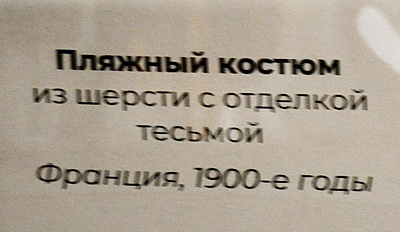 Пляжный костюм
из шерсти с отделкой
тесьмой
Франция, 1900-е годы